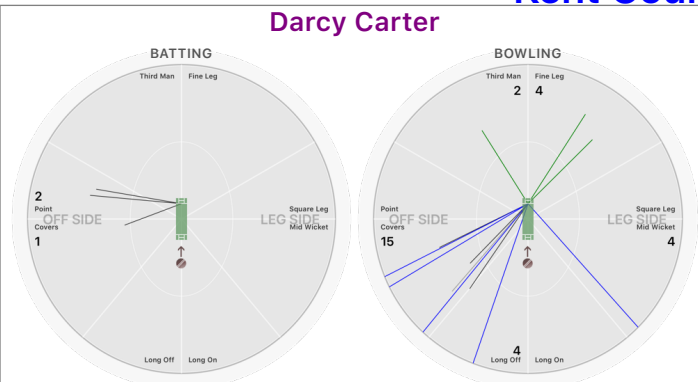 Darcy Carter
BATTING
Third Man Fine Leg
2
Point
OFF SIDE
Covers
1
Square Leg
LEG SIDE
Mid Wicket
Long Off Long On
BOWLING
Third Man Fine Leg
2 4
Point
OFF SIDE
Covers
15
Square Leg
LEG SIDE
Mid Wicket
4
4
Long Off Long On